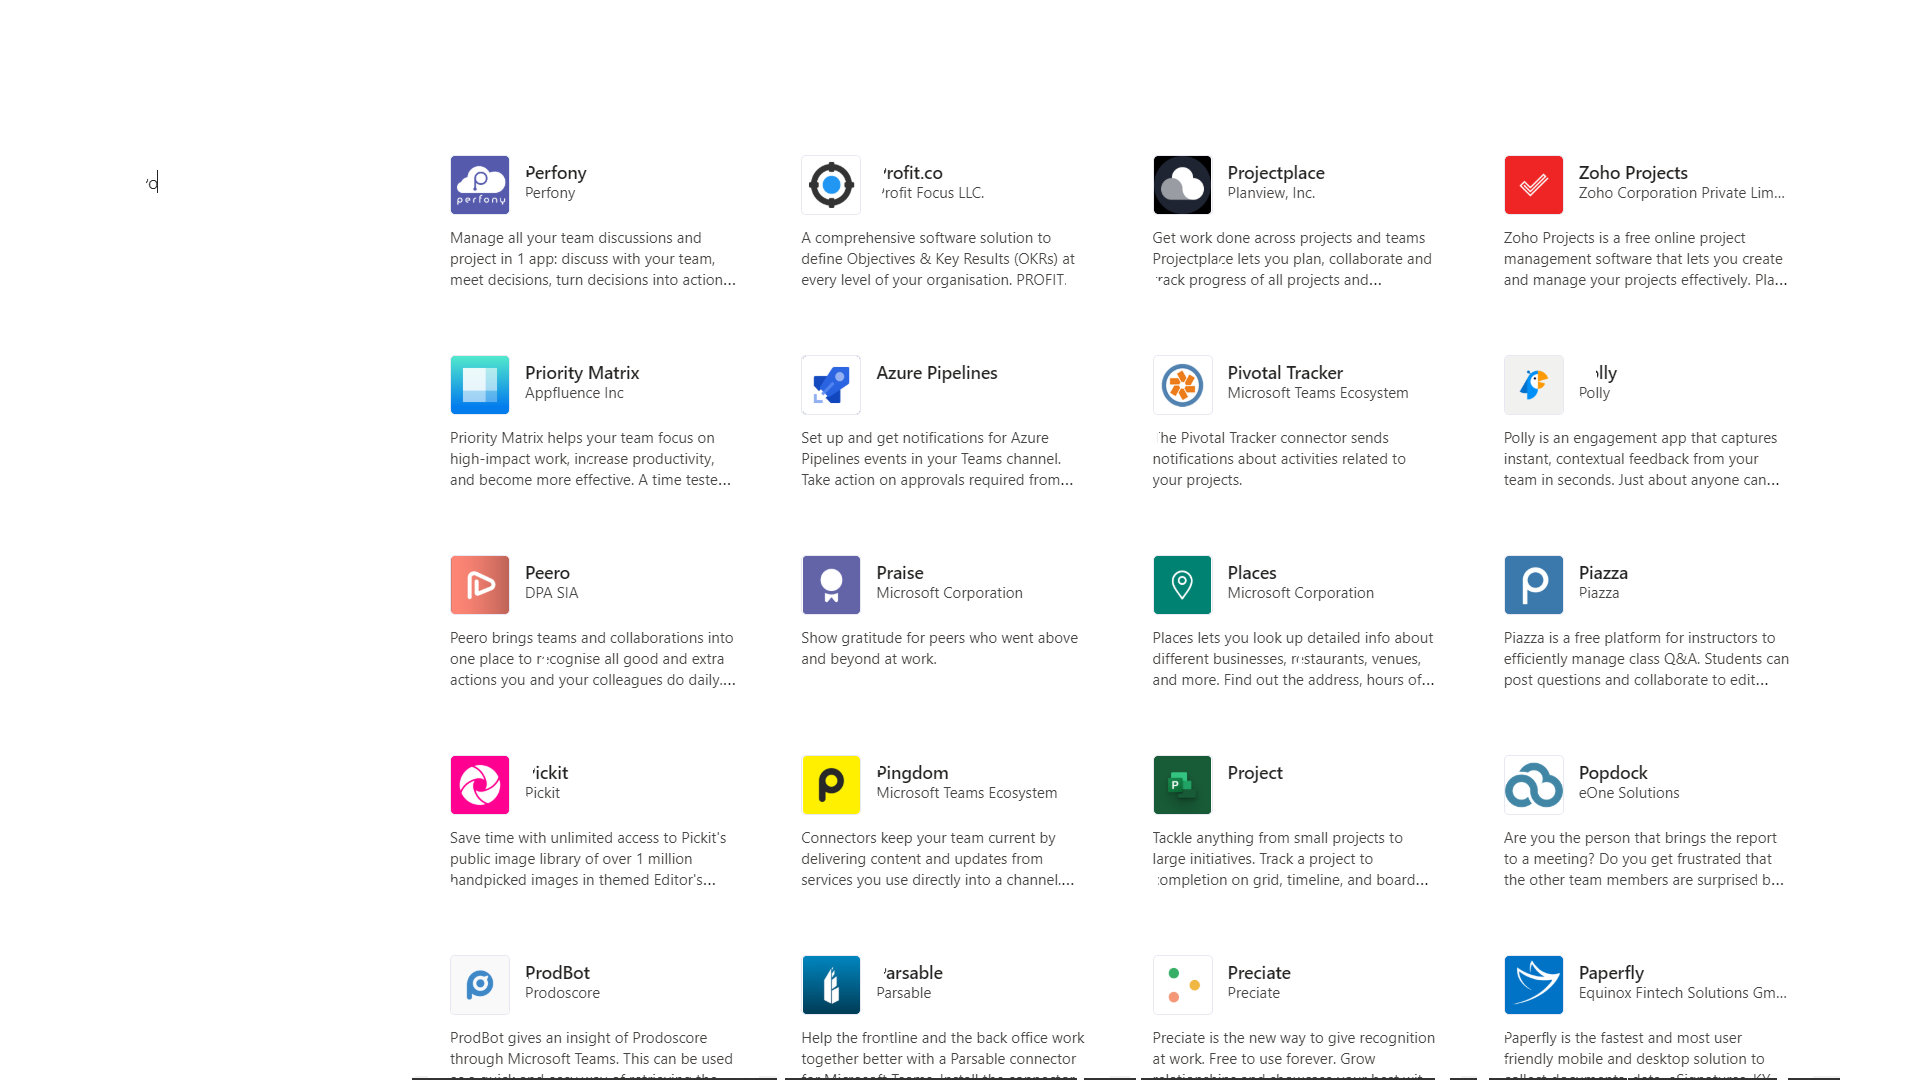 Perfony
Perfony
Manage all your team discussions and
project in 1 app: discuss with your team,
meet decisions, turn decisions into action...
rofit.co
rofit Focus LLC.
A comprehensive software solution to
define Objectives & Key Results (OKRs) at
every level of your organisation. PROFIT.
Projectplace
Planview, Inc.
Get work done across projects and teams
Projectplace lets you plan, collaborate and
track progress of all projects and...
Zoho Projects
Zoho Corporation Private Lim...
Zoho Projects is a free online project
management software that lets you create
and manage your projects effectively. Pla...
Priority Matrix
Appfluence Inc
Priority Matrix helps your team focus on
high-impact work, increase productivity,
and become more effective. A time teste...
Azure Pipelines
Set up and get notifications for Azure
Pipelines events in your Teams channel.
Take action on approvals required from...
Pivotal Tracker
Microsoft Teams Ecosystem
The Pivotal Tracker connector sends
notifications about activities related to
your projects.
lly
Polly
Polly is an engagement app that captures
instant, contextual feedback from your
team in seconds. Just about anyone can...
Peero
DPA SIA
Peero brings teams and collaborations into
one place to recognise all good and extra
actions you and your colleagues do daily....
Praise
Microsoft Corporation
Show gratitude for peers who went above
and beyond at work.
Places
Microsoft Corporation
Places lets you look up detailed info about
different businesses, restaurants, venues,
and more. Find out the address, hours of...
Piazza
Piazza
Piazza is a free platform for instructors to
efficiently manage class Q&A. Students can
post questions and collaborate to edit...
ickit
Pickit
Save time with unlimited access to Pickit's
public image library of over 1 million
handpicked images in themed Editor's...
Pingdom
Microsoft Teams Ecosystem
Connectors keep your team current by
delivering content and updates from
services you use directly into a channel....
Project
Tackle anything from small projects to
large initiatives. Track a project to
completion on grid, timeline, and board...
Popdock
eOne Solutions
Are you the person that brings the report
to a meeting? Do you get frustrated that
the other team members are surprised b...
ProdBot
Prodoscore
ProdBot gives an insight of Prodoscore
through Microsoft Teams. This can be used
Parsable
Parsable
Help the frontline and the back office work
together better with a Parsable connector
for Microsoft Teams. Install the connector
Preciate
Preciate
Preciate is the new way to give recognition
at work. Free to use forever. Grow
Paperfly
Equinox Fintech Solutions Gm...
Paperfly is the fastest and most user
friendly mobile and desktop solution to